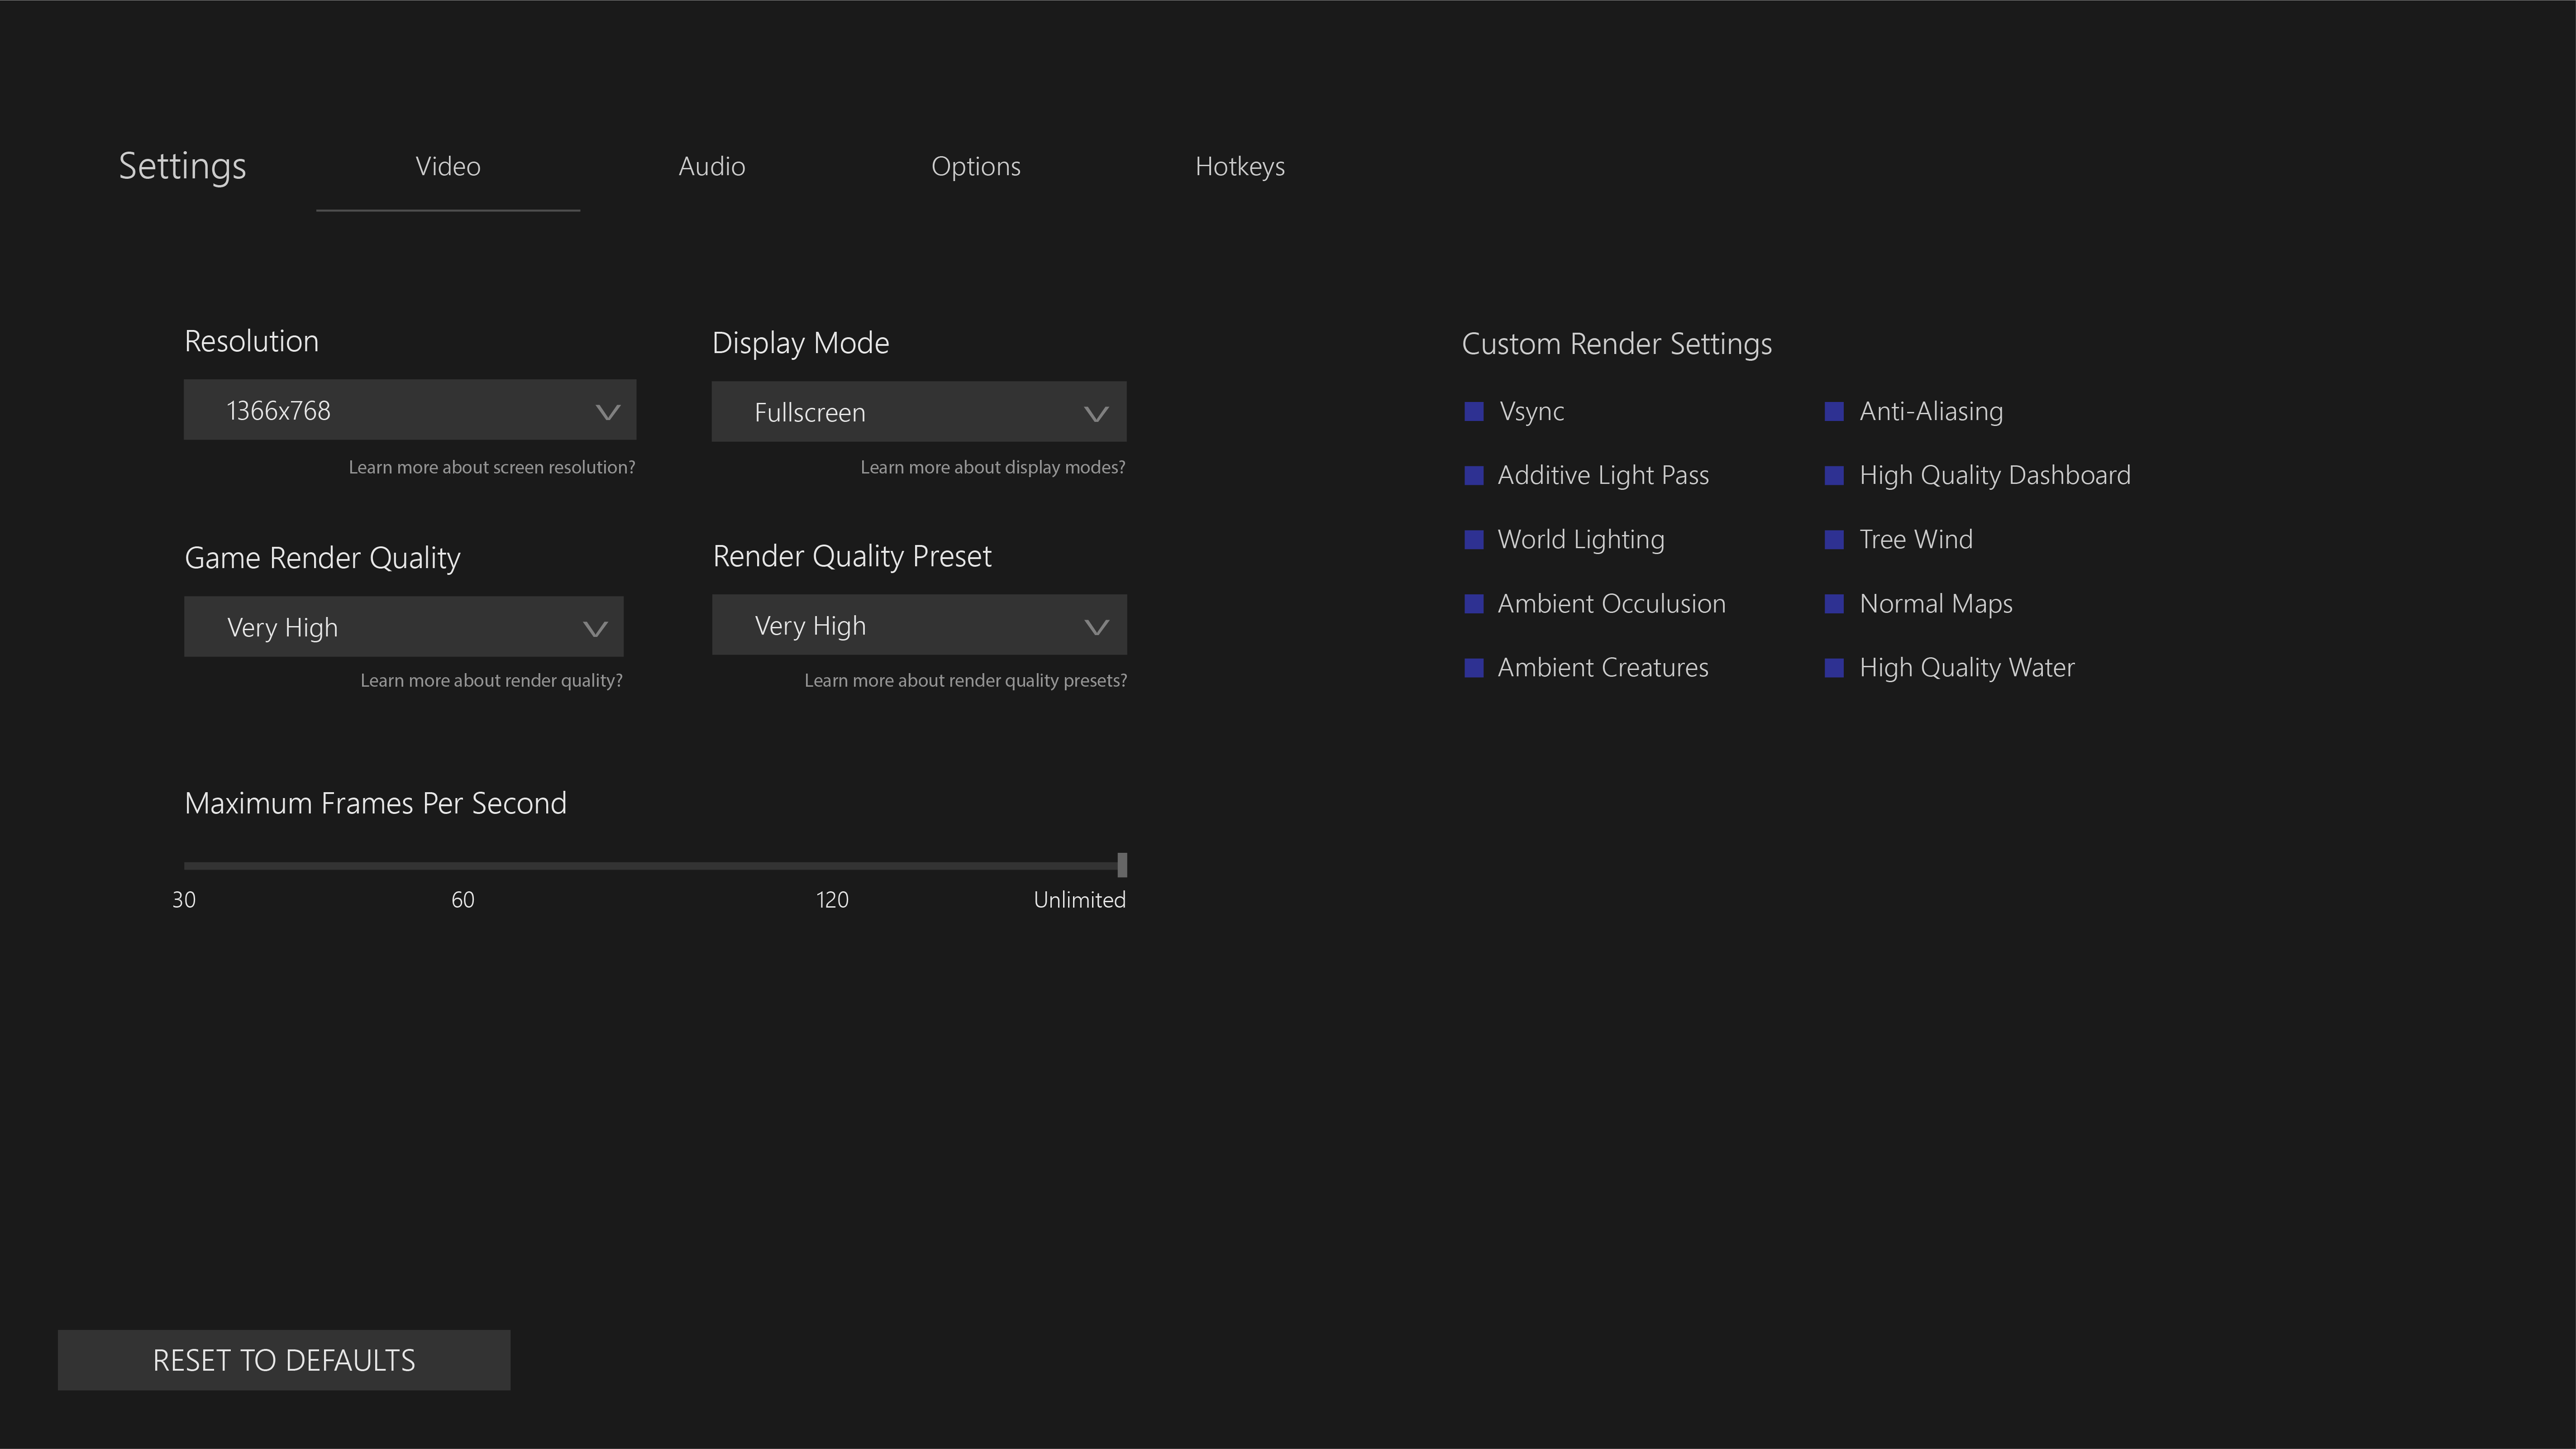 Settings
Video
Audio
Options
Hotkeys
Resolution
1366x768
Learn more about screen resolution?
Display Mode
Fullscreen
Learn more about display modes?
Game Render Quality
Very High
Learn more about render quality?
Render Quality Preset
Very High
Learn more about render quality presets?
Maximum Frames Per Second
30 60 120 Unlimited
Custom Render Settings
Vsync
Additive Light Pass
World Lighting
Ambient Occulusion
Ambient Creatures
Anti-Aliasing
High Quality Dashboard
Tree Wind
Normal Maps
High Quality Water
RESET TO DEFAULTS